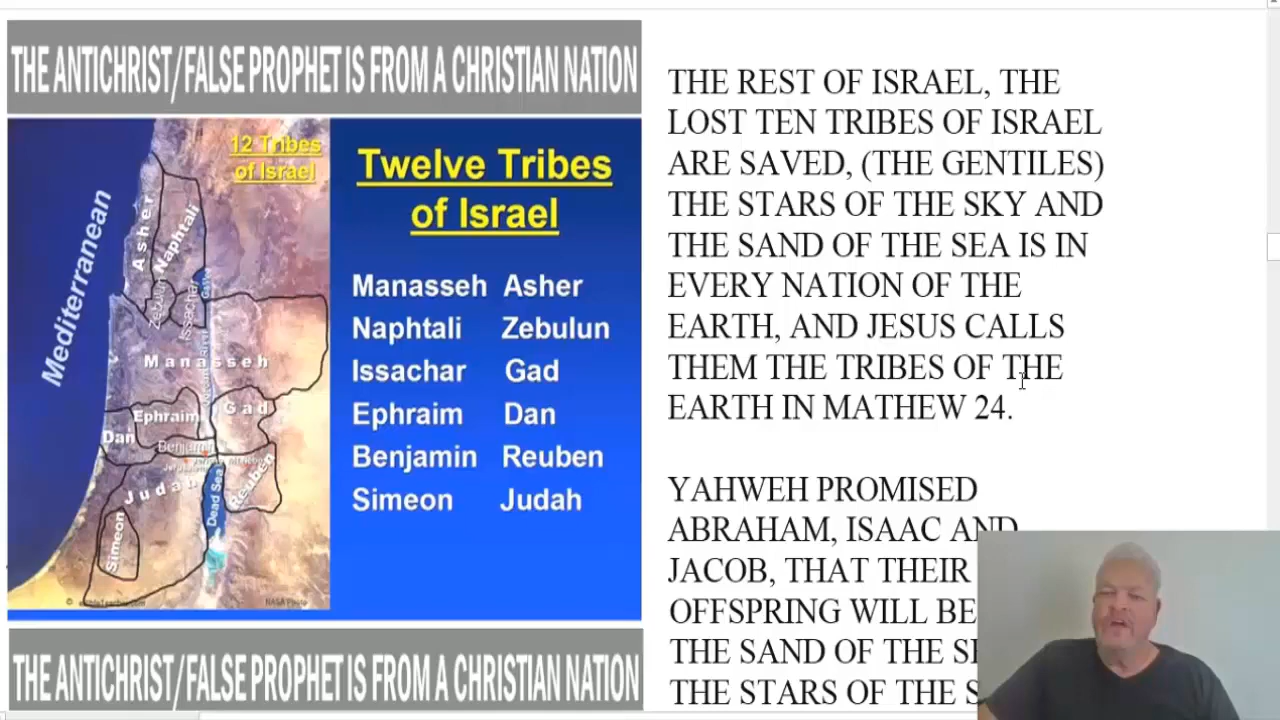 THE ANTICHRIST/FALSE PROPHET IS FROM A CHRISTIAN NATION
12 Tribes
of Israel
Mediterranean
Asher
Naphtali
Zebulun
Issachar
Manasseh
Ephraim
Gad
Dan
Benjamin
Reuben
Judah
Dead Sea
Simeon
NASA Photo
Twelve Tribes
of Israel
Manasseh Asher
Naphtali Zebulun
Issachar Gad
Ephraim Dan
Benjamin Reuben
Simeon Judah
THE ANTICHRIST/FALSE PROPHET IS FROM A CHRISTIAN NATION
THE REST OF ISRAEL, THE
LOST TEN TRIBES OF ISRAEL
ARE SAVED, (THE GENTILES)
THE STARS OF THE SKY AND
THE SAND OF THE SEA IS IN
EVERY NATION OF THE
EARTH, AND JESUS CALLS
THEM THE TRIBES OF THE
EARTH IN MATHEW 24.
YAHWEH PROMISED
ABRAHAM, ISAAC AND
JACOB, THAT THEIR
OFFSPRING WILL BE
THE SAND OF THE
THE STARS OF THE S